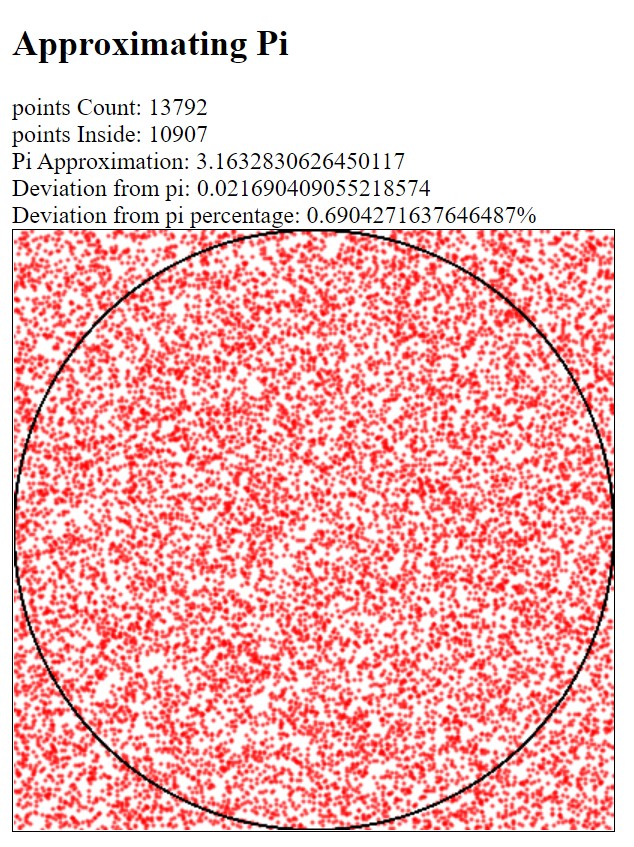 Approximating Pi
points Count: 13792
points Inside: 10907
Pi Approximation: 3.1632830626450117
Deviation from pi: 0.021690409055218574
Deviation from pi percentage: 0.6904271637646487%